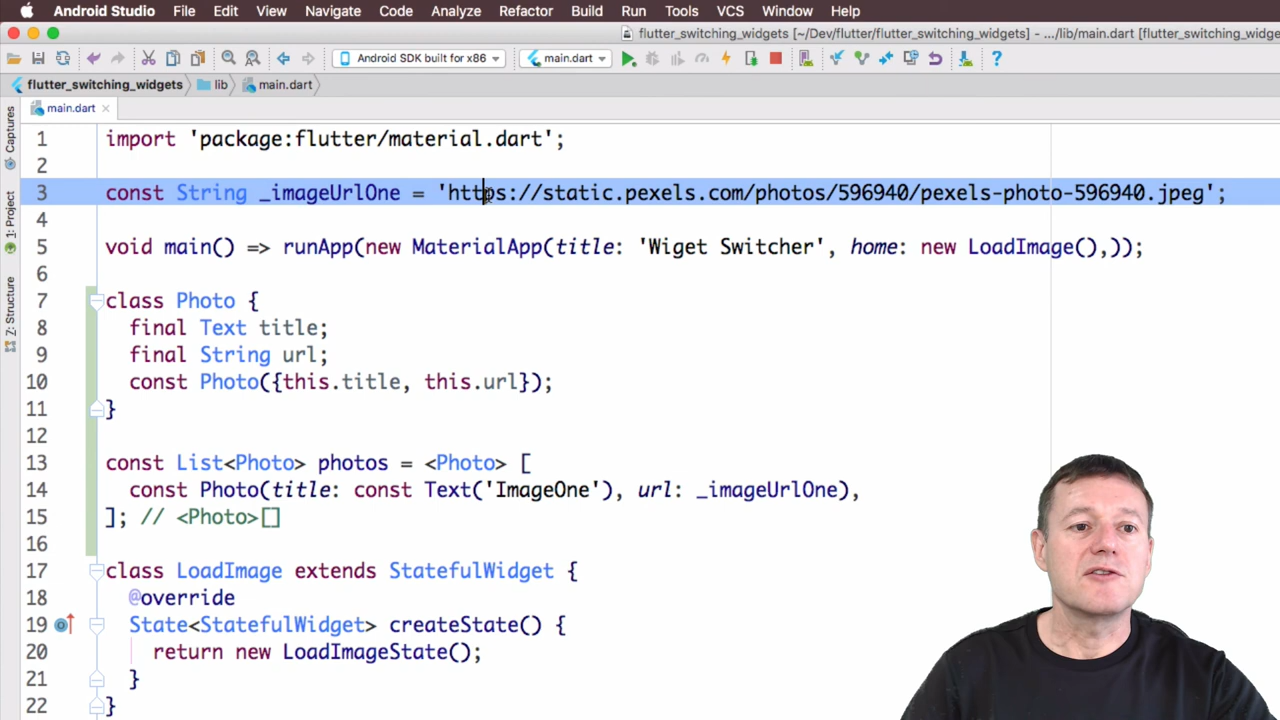 Android Studio File Edit View Navigate Code Analyze Refactor Build Run Tools VCS Window Help
flutter_switching_widgets [~/Dev/flutter/flutter_switching_widgets] - .../lib/main.dart [flutter_switching_widge
Android SDK built for x86 main.dart
flutter_switching_widgets lib main.dart
main.dart
Captures
1: Project
Z: Structure
1 import 'package:flutter/material.dart';
2
3 const String _imageUrlOne = 'https://static.pexels.com/photos/596940/pexels-photo-596940.jpeg';
4
5 void main() => runApp(new MaterialApp(title: 'Wiget Switcher', home: new LoadImage(),));
6
7 class Photo {
8 final Text title;
9 final String url;
10 const Photo({this.title, this.url});
11 }
12
13 const List<Photo> photos = <Photo> [
14 const Photo(title: const Text('ImageOne'), url: _imageUrlOne),
15 ]; // <Photo>[]
16
17 class LoadImage extends StatefulWidget {
18 @override
19 State<StatefulWidget> createState() {
20 return new LoadImageState();
21 }
22 }